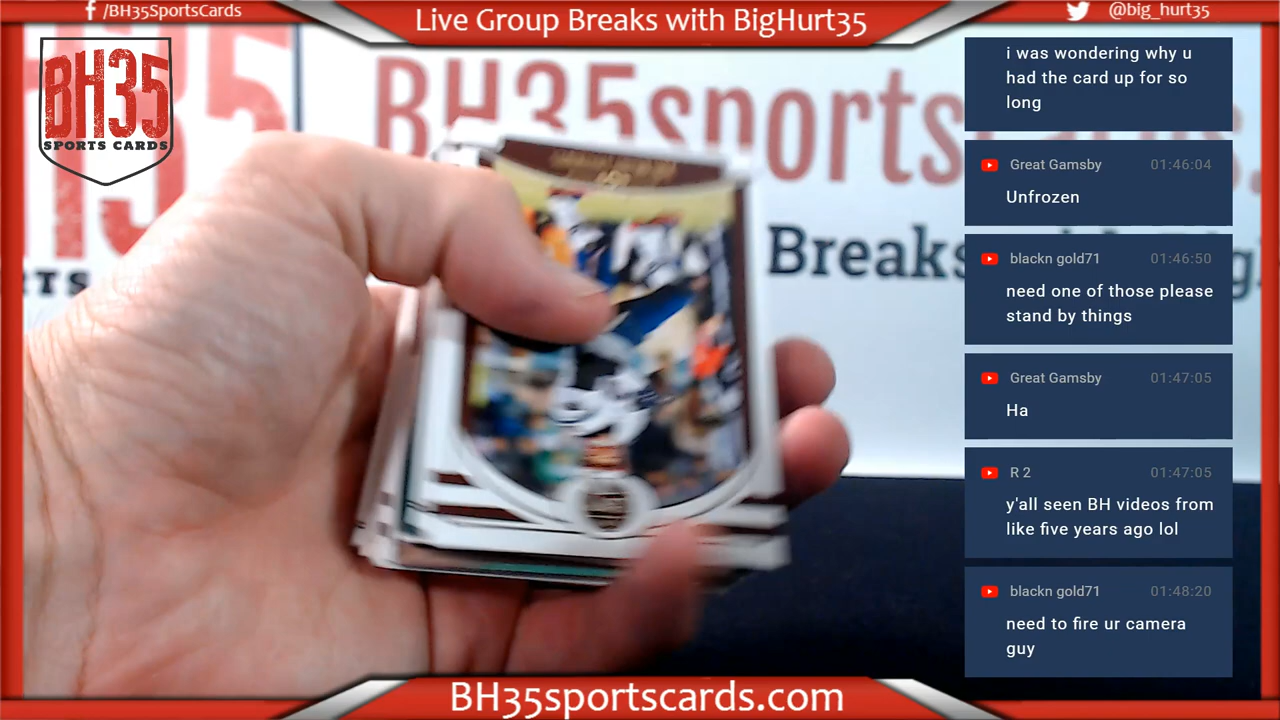 /BH35SportsCards
Live Group Breaks with BigHurt35
@big_hurt35
BH35
SPORTS CARDS
BH35sportscards.
Breaks
i was wondering why u
had the card up for so
long
Great Gamsby 01:46:04
Unfrozen
blackn gold71 01:46:50
need one of those please
stand by things
Great Gamsby 01:47:05
Ha
R 2 01:47:05
y'all seen BH videos from
like five years ago lol
blackn gold71 01:48:20
need to fire ur camera
guy
BH35sportscards.com